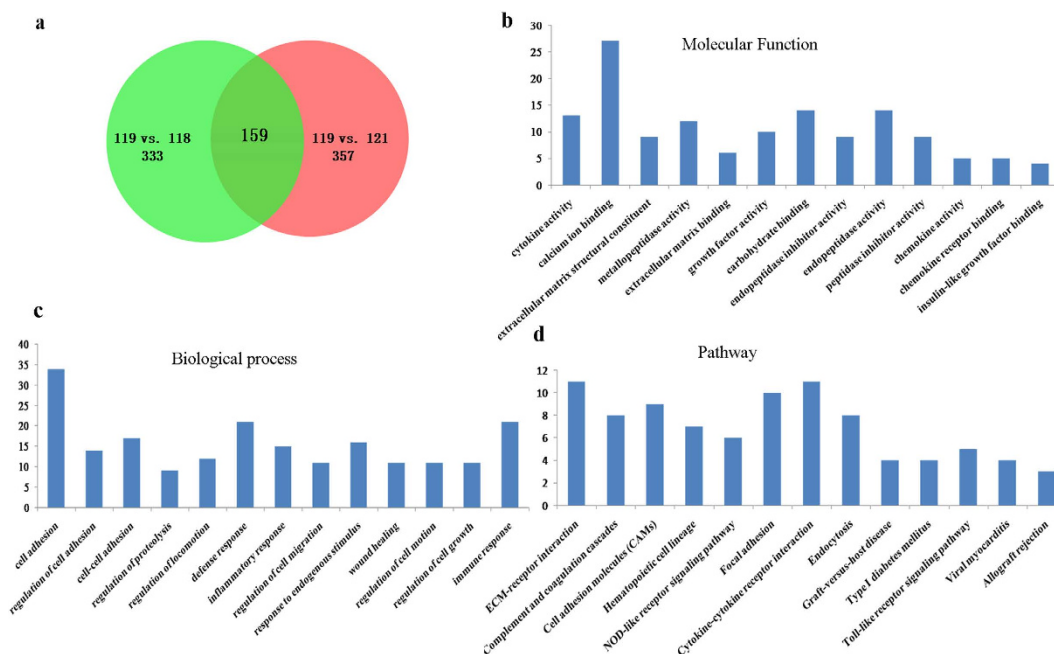 a
119 vs. 118
333
159
119 vs. 121
357
b
Molecular Function
30
25
20
15
10
5
0
cytokine activity
calcium ion binding
extracellular matrix structural constituent
metallopeptidase activity
extracellular matrix binding
growth factor activity
carbohydrate binding
endopeptidase inhibitor activity
endopeptidase activity
peptidase inhibitor activity
chemokine activity
chemokine receptor binding
insulin-like growth factor binding
c
Biological process
40
35
30
25
20
15
10
5
0
cell adhesion
regulation of cell adhesion
cell-cell adhesion
regulation of proteolysis
regulation of locomotion
defense response
inflammatory response
regulation of cell migration
response to endogenous stimulus
wound healing
regulation of cell motion
regulation of cell growth
immune response
d
Pathway
12
10
8
6
4
2
0
ECM-receptor interaction
Complement and coagulation cascades
Cell adhesion molecules (CAMs)
Hematopoietic cell lineage
NOD-like receptor signaling pathway
Focal adhesion
Cytokine-cytokine receptor interaction
Endocytosis
Graft-versus-host disease
Type I diabetes mellitus
Toll-like receptor signaling pathway
Viral myocarditis
Allograft rejection